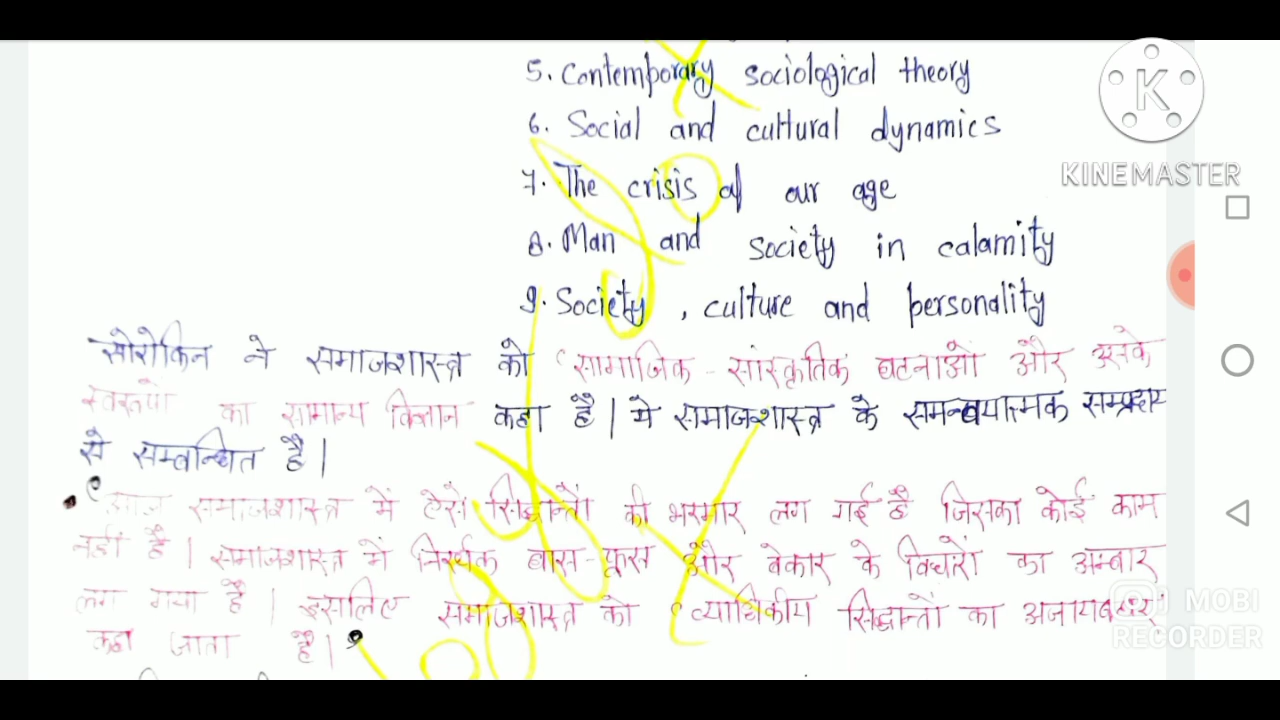 5. Contemporary sociological theory
6. Social and cultural dynamics
7. The crisis of our age
8. Man and society in calamity
9. Society, culture and personality
सोरोकिन ने समाजशास्त्र को "सामाजिक-सांस्कृतिक घटनाओं और उसके
स्वरूपो का सामान्य विज्ञान कहा है। ये समाजशास्त्र के समन्वयात्मक सम्प्रदाय
से सम्बन्धित है।
आज समाजशास्त्र में ऐसे सिद्धान्तों की भरमार लग गई है जिसका कोई काम
नहीं है। समाजशास्त्र में निरर्थक घास-फूस और बेकार के विचारों का अम्बार
लग गया है। इसलिए समाजशास्त्र को "व्याधिकीय सिद्धान्तों का अजायबघर"
कहा जाता है।
KINEMASTER
MOBI
RECORDER